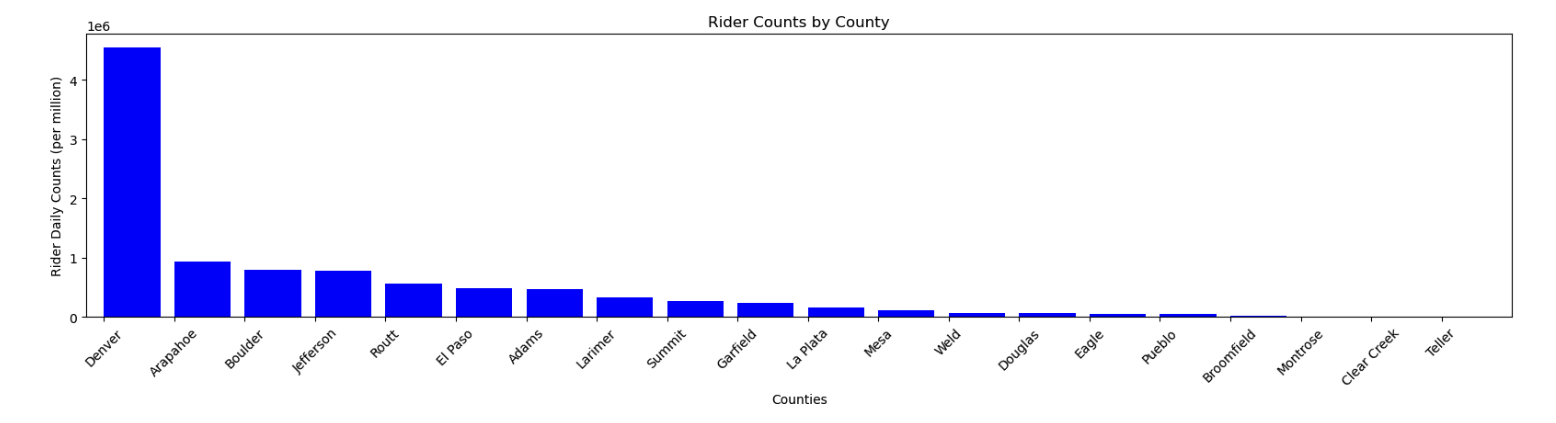 Rider Counts by County
1e6
Rider Daily Counts (per million)
4
3
2
1
0
Denver
Arapahoe
Boulder
Jefferson
Routt
El Paso
Adams
Larimer
Summit
Garfield
La Plata
Mesa
Weld
Douglas
Eagle
Pueblo
Broomfield
Montrose
Clear Creek
Teller
Counties